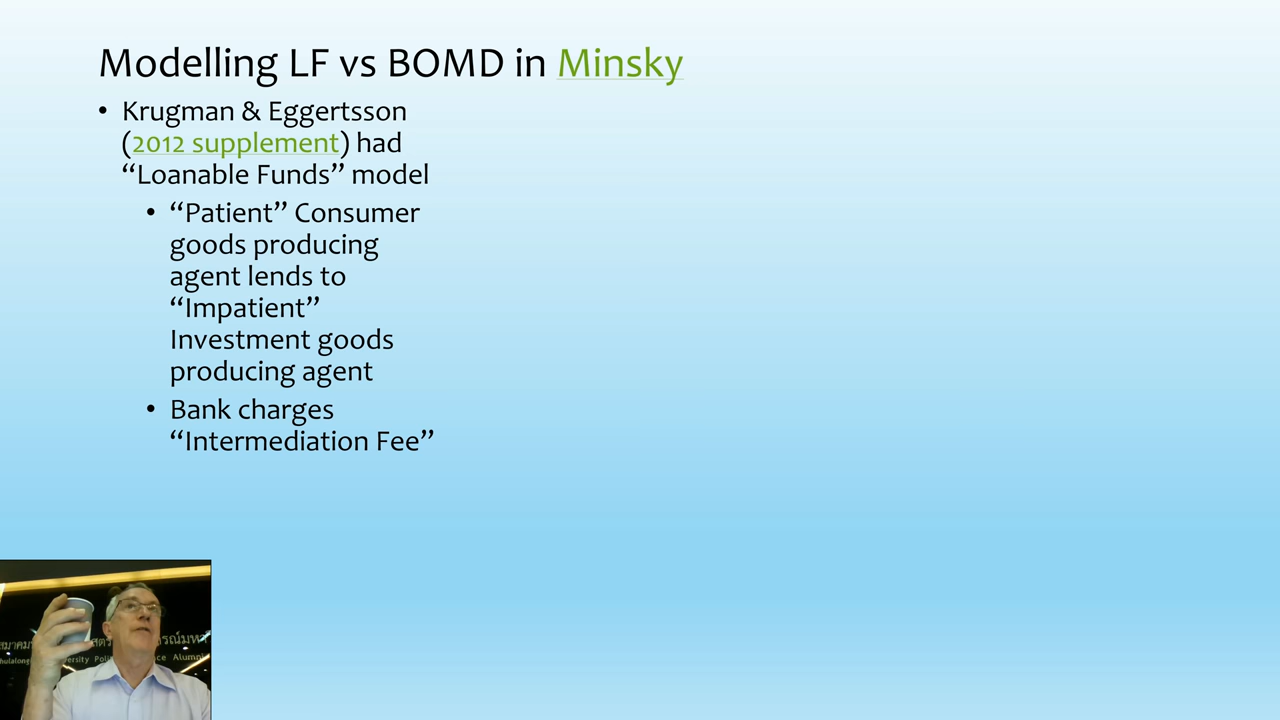 Modelling LF vs BOMD in Minsky
• Krugman & Eggertsson
(2012 supplement) had
“Loanable Funds” model
• “Patient” Consumer
goods producing
agent lends to
“Impatient”
Investment goods
producing agent
• Bank charges
“Intermediation Fee”